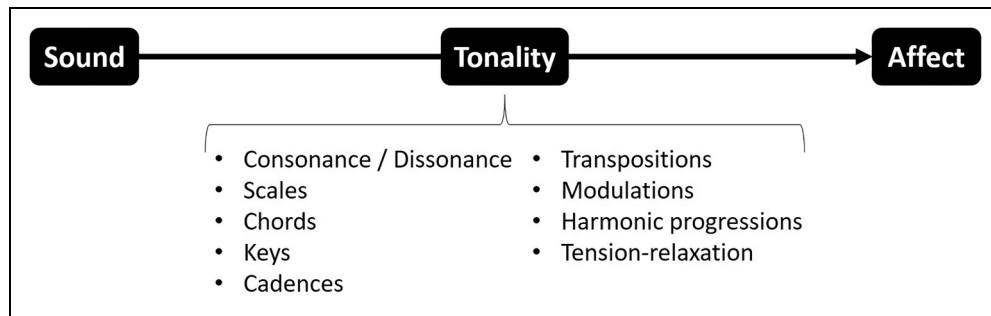 Sound
Tonality
Affect
• Consonance / Dissonance
• Scales
• Chords
• Keys
• Cadences
• Transpositions
• Modulations
• Harmonic progressions
• Tension-relaxation